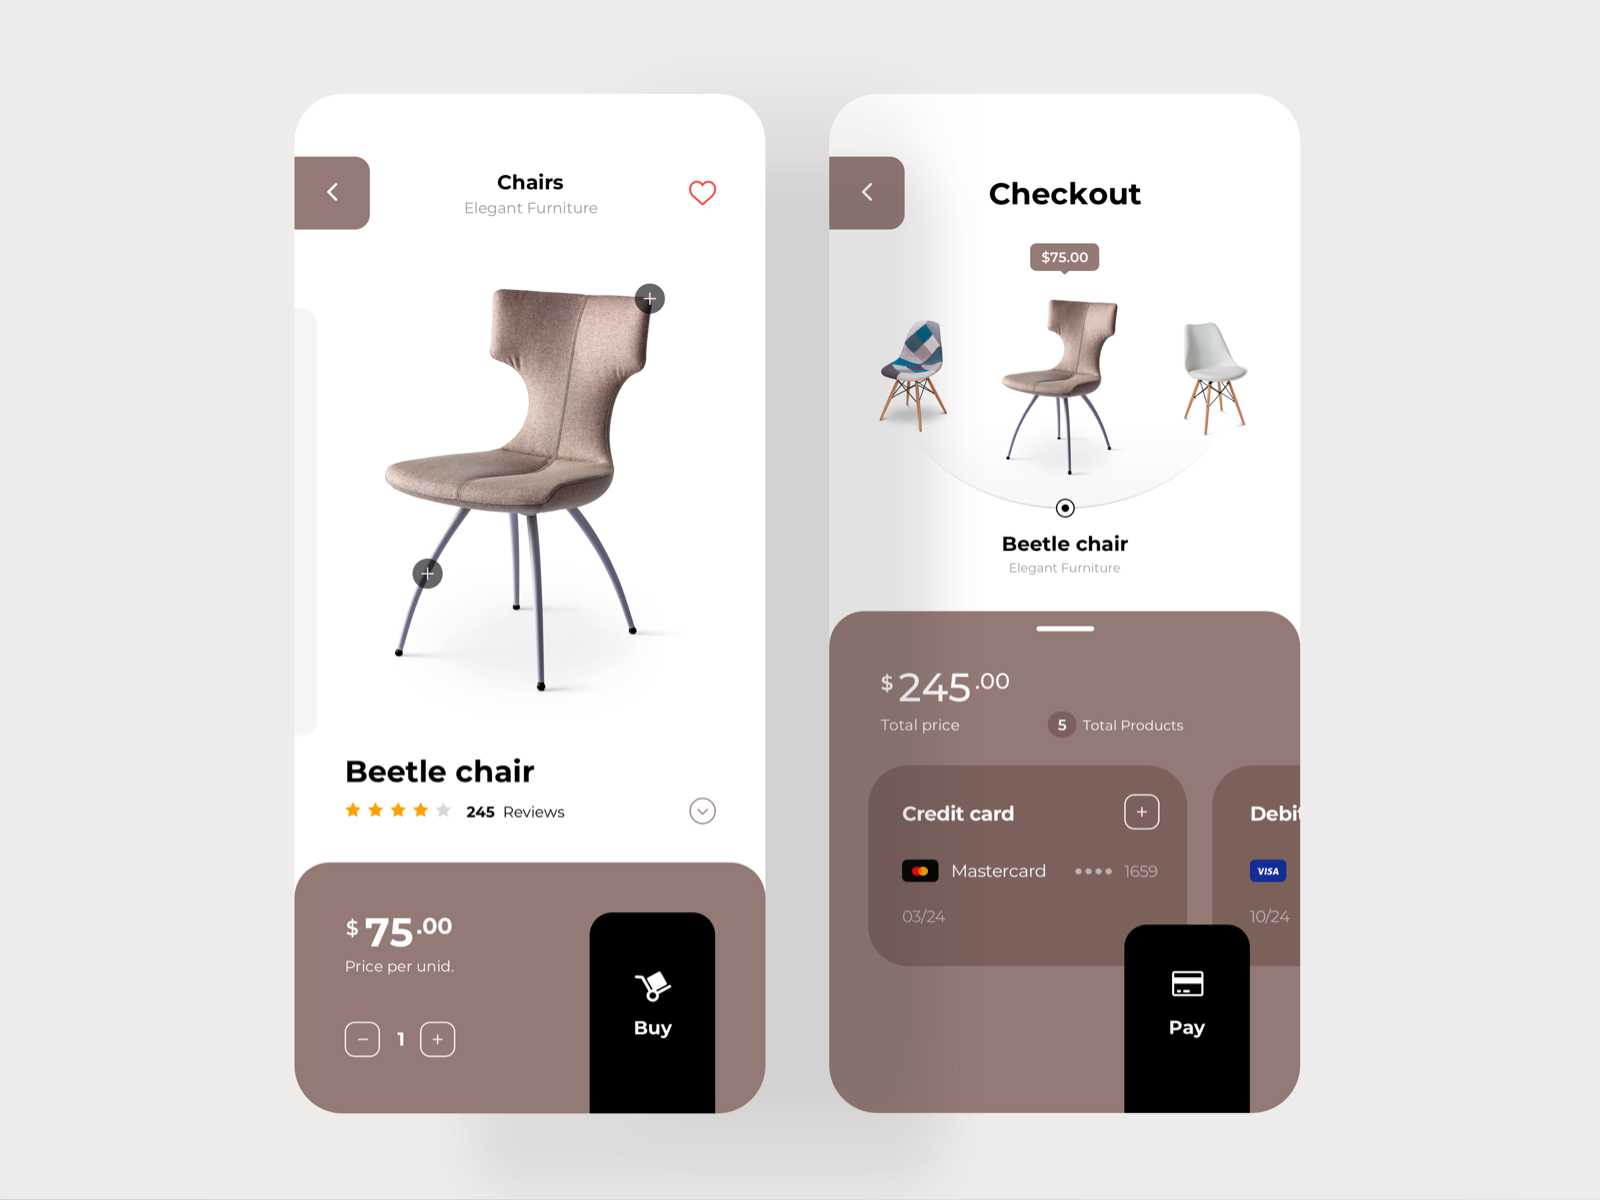 Chairs
Elegant Furniture
Beetle chair
245 Reviews
$75.00
Price per unid.
1
Buy
Checkout
$75.00
Beetle chair
Elegant Furniture
$245.00
Total price
5 Total Products
Credit card
Mastercard •••• 1659
03/24
Debit
VISA
10/24
Pay